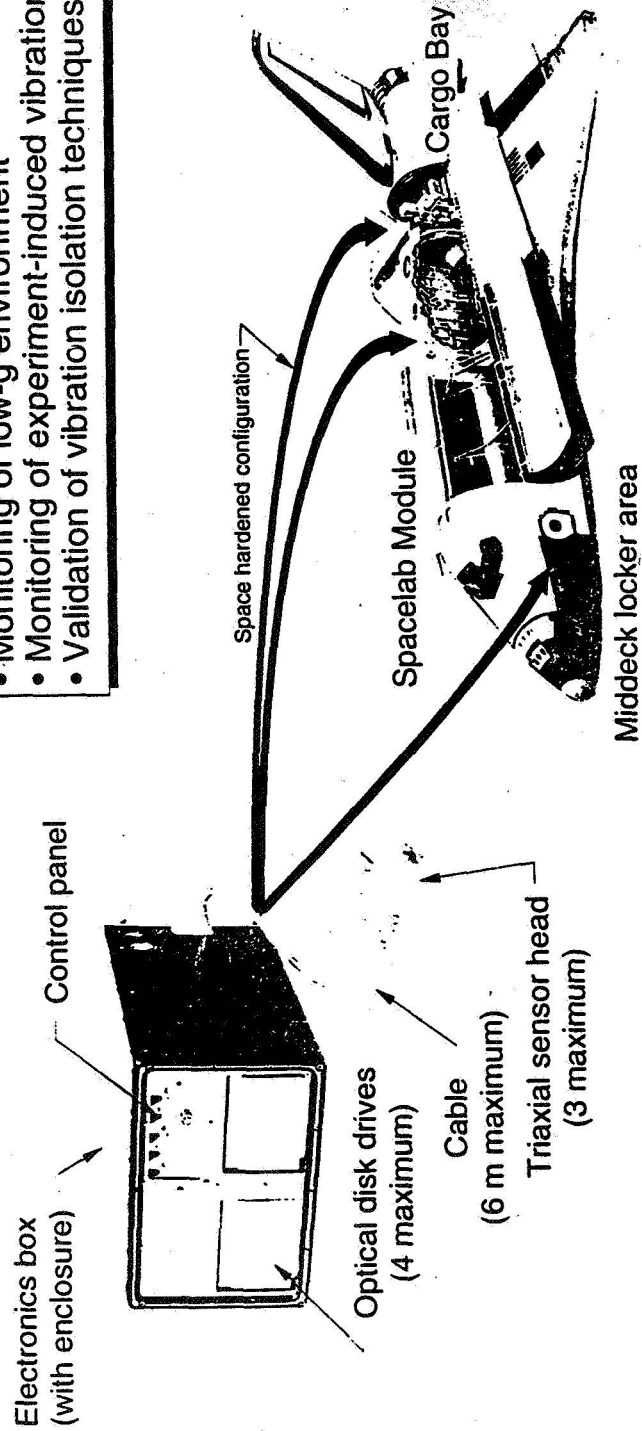 • Monitoring of low-g environment
• Monitoring of experiment-induced vibration
• Validation of vibration isolation techniques
Electronics box
(with enclosure)
Control panel
Optical disk drives
(4 maximum)
Cable
(6 m maximum)
Triaxial sensor head
(3 maximum)
Space hardened configuration
Spacelab Module
Cargo Bay
Middeck locker area